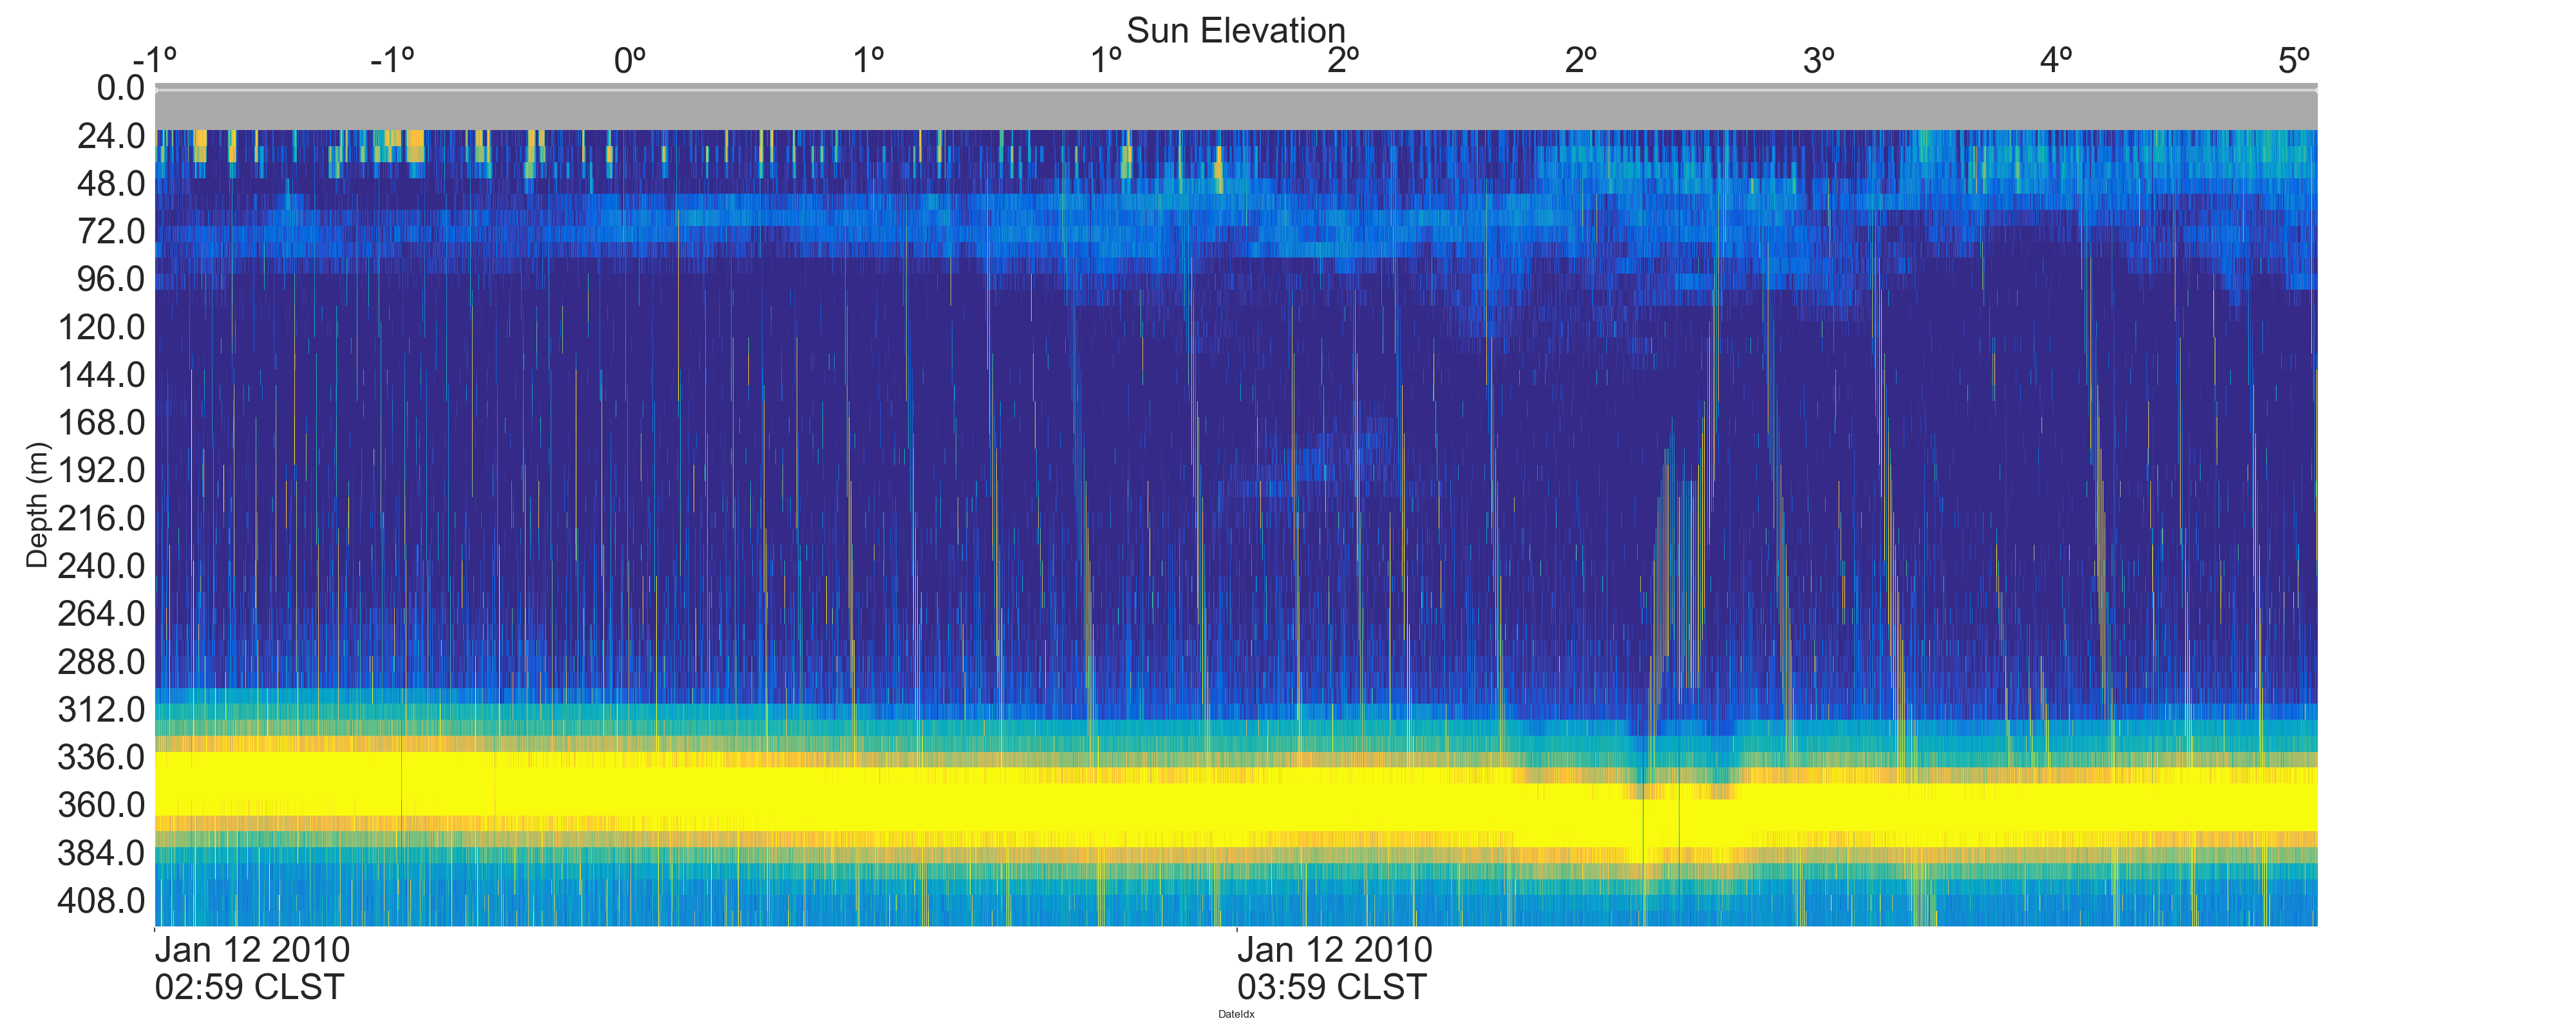 Sun Elevation
-1º -1º 0º 1º 1º 2º 2º 3º 4º 5º
0.0
24.0
48.0
72.0
96.0
120.0
144.0
168.0
192.0
216.0
240.0
264.0
288.0
312.0
336.0
360.0
384.0
408.0
Depth (m)
Jan 12 2010
02:59 CLST
Jan 12 2010
03:59 CLST
DateIdx